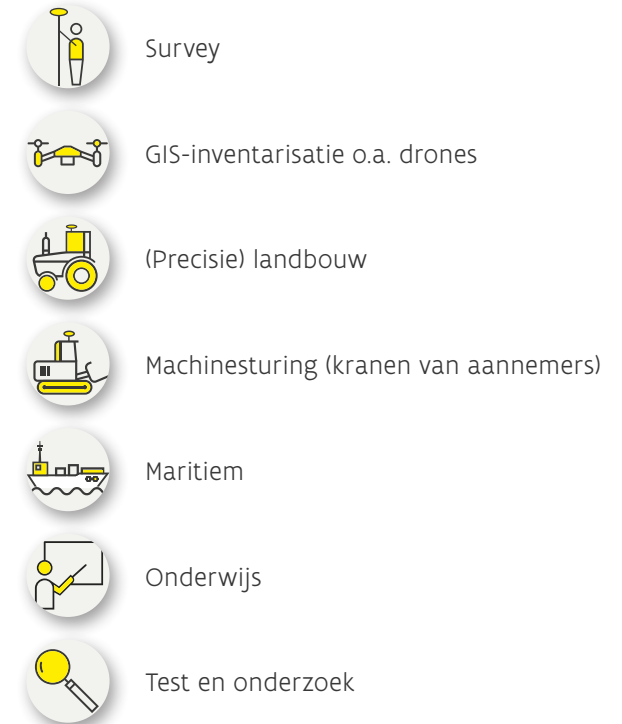 Survey
GIS-inventarisatie o.a. drones
(Precisie) landbouw
Machinesturing (kranen van aannemers)
Maritiem
Onderwijs
Test en onderzoek